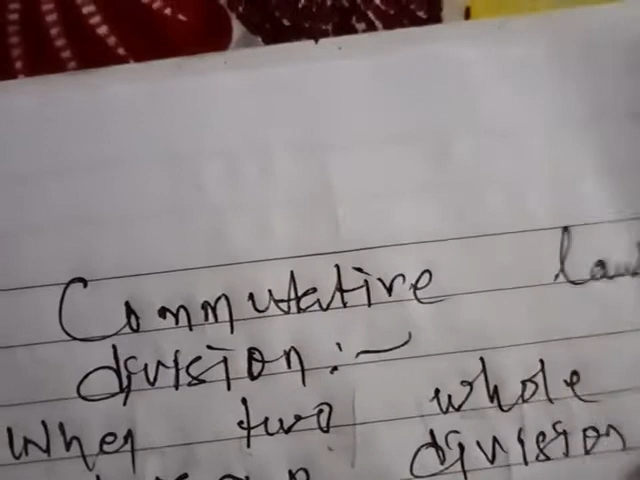 Commutative law
division:-
When two whole
division